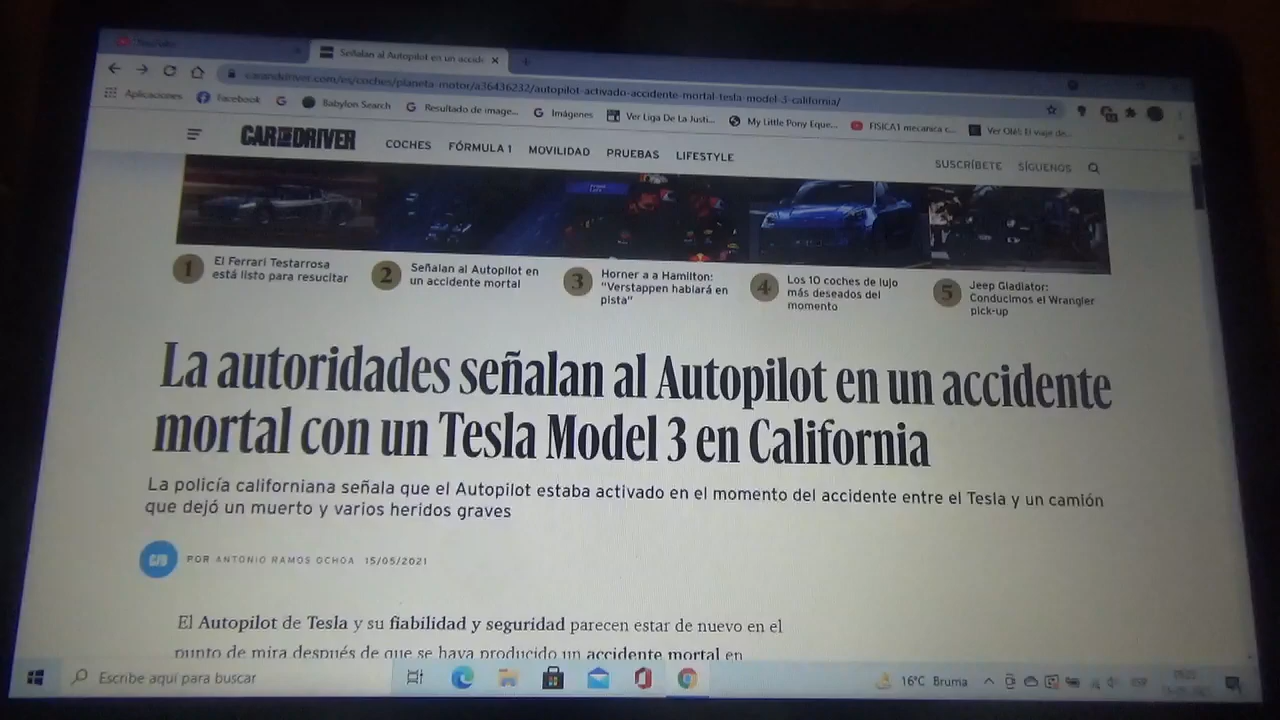 YouTube
Señalan al Autopilot en un accide
carandriver.com/es/coches/planeta-motor/a36436232/autopilot-activado-accidente-mortal-tesla-model-3-california/
Aplicaciones Facebook Babylon Search Resultado de image... Imágenes Ver Liga De La Justi... My Little Pony Eque... FISICA1 mecanica c... Ver Olé!: El viaje de...
CAR AND DRIVER COCHES FÓRMULA 1 MOVILIDAD PRUEBAS LIFESTYLE SUSCRÍBETE SÍGUENOS
1 El Ferrari Testarrosa
está listo para resucitar
2 Señalan al Autopilot en
un accidente mortal
3 Horner a a Hamilton:
"Verstappen hablará en
pista"
4 Los 10 coches de lujo
más deseados del
momento
5 Jeep Gladiator:
Conducimos el Wrangler
pick-up
La autoridades señalan al Autopilot en un accidente
mortal con un Tesla Model 3 en California
La policía californiana señala que el Autopilot estaba activado en el momento del accidente entre el Tesla y un camión
que dejó un muerto y varios heridos graves
C/D POR ANTONIO RAMOS OCHOA 15/05/2021
El Autopilot de Tesla y su fiabilidad y seguridad parecen estar de nuevo en el
punto de mira después de que se haya producido un accidente mortal en
Escribe aquí para buscar 16°C Bruma ESP